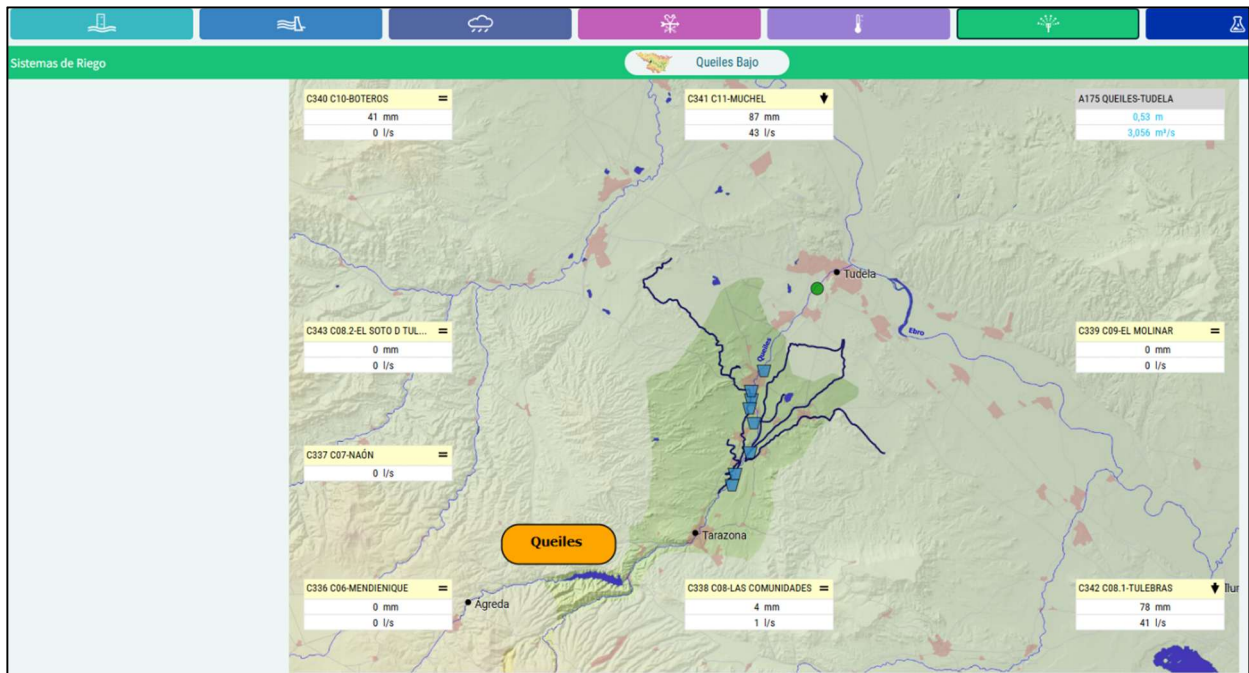 Sistemas de Riego
Queiles Bajo
C340 C10-BOTEROS =
41 mm
0 l/s
C341 C11-MUCHEL
87 mm
43 l/s
A175 QUEILES-TUDELA
0,53 m
3,056 m³/s
Tudela
Ebro
Queiles
C343 C08.2-EL SOTO D TUL... =
0 mm
0 l/s
C339 C09-EL MOLINAR =
0 mm
0 l/s
C337 C07-NAÓN =
0 l/s
Queiles
Tarazona
Ágreda
C336 C06-MENDIENIQUE =
0 mm
0 l/s
C338 C08-LAS COMUNIDADES =
4 mm
1 l/s
C342 C08.1-TULEBRAS
78 mm
41 l/s